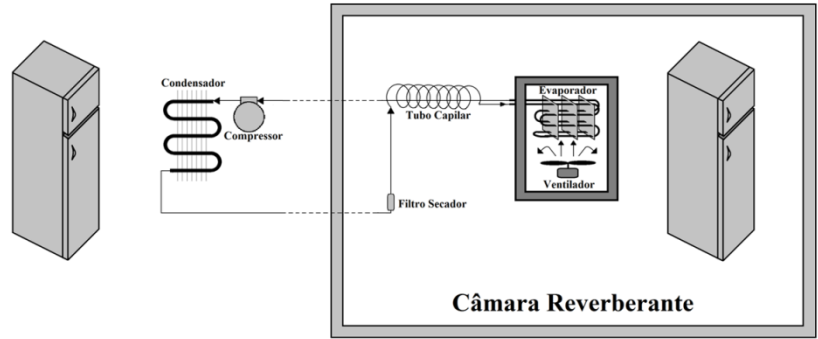 Condensador
Compressor
Tubo Capilar
Evaporador
Ventilador
Filtro Secador
Câmara Reverberante